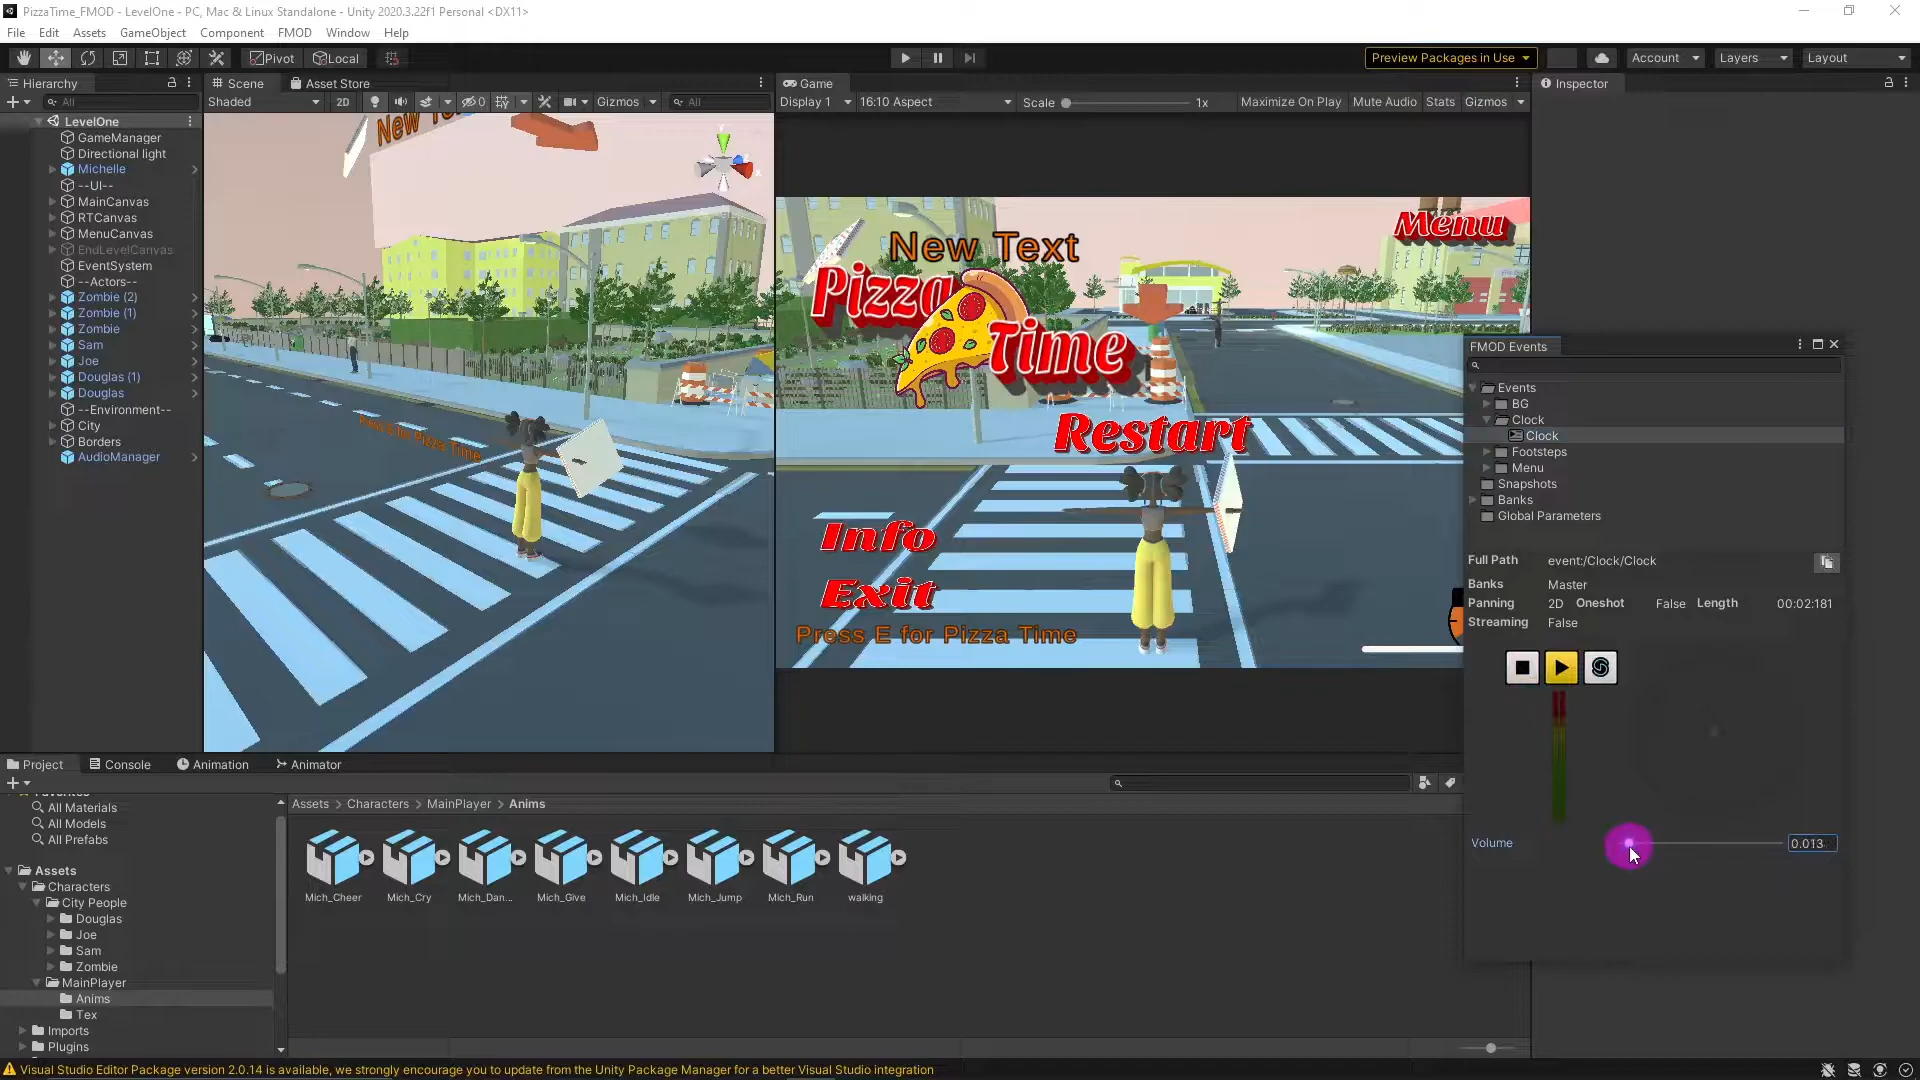 PizzaTime_FMOD - LevelOne - PC, Mac & Linux Standalone - Unity 2020.3.22f1 Personal <DX11>
File Edit Assets GameObject Component FMOD Window Help
Pivot Local Preview Packages in Use Account Layers Layout
Hierarchy Scene Asset Store Game Inspector
All Shaded 2D 0 Gizmos All Display 1 16:10 Aspect Scale 1x Maximize On Play Mute Audio Stats Gizmos
LevelOne
GameManager
Directional light
Michelle
--UI--
MainCanvas
RTCanvas
MenuCanvas
EndLevelCanvas
EventSystem
--Actors--
Zombie (2)
Zombie (1)
Zombie
Sam
Joe
Douglas (1)
Douglas
--Environment--
City
Borders
AudioManager
Press E for Pizza Time
Menu
New Text
Pizza
Time
Restart
Info
Exit
Press E for Pizza Time
FMOD Events
Events
BG
Clock
Clock
Footsteps
Menu
Snapshots
Banks
Global Parameters
Full Path event:/Clock/Clock
Banks Master
Panning 2D Oneshot False Length 00:02:181
Streaming False
Volume 0.013
Project Console Animation Animator
Favorites
All Materials
All Models
All Prefabs
Assets
Characters
City People
Douglas
Joe
Sam
Zombie
MainPlayer
Anims
Tex
Imports
Plugins
Assets > Characters > MainPlayer > Anims
Mich_Cheer Mich_Cry Mich_Dan... Mich_Give Mich_Idle Mich_Jump Mich_Run walking
Visual Studio Editor Package version 2.0.14 is available, we strongly encourage you to update from the Unity Package Manager for a better Visual Studio integration